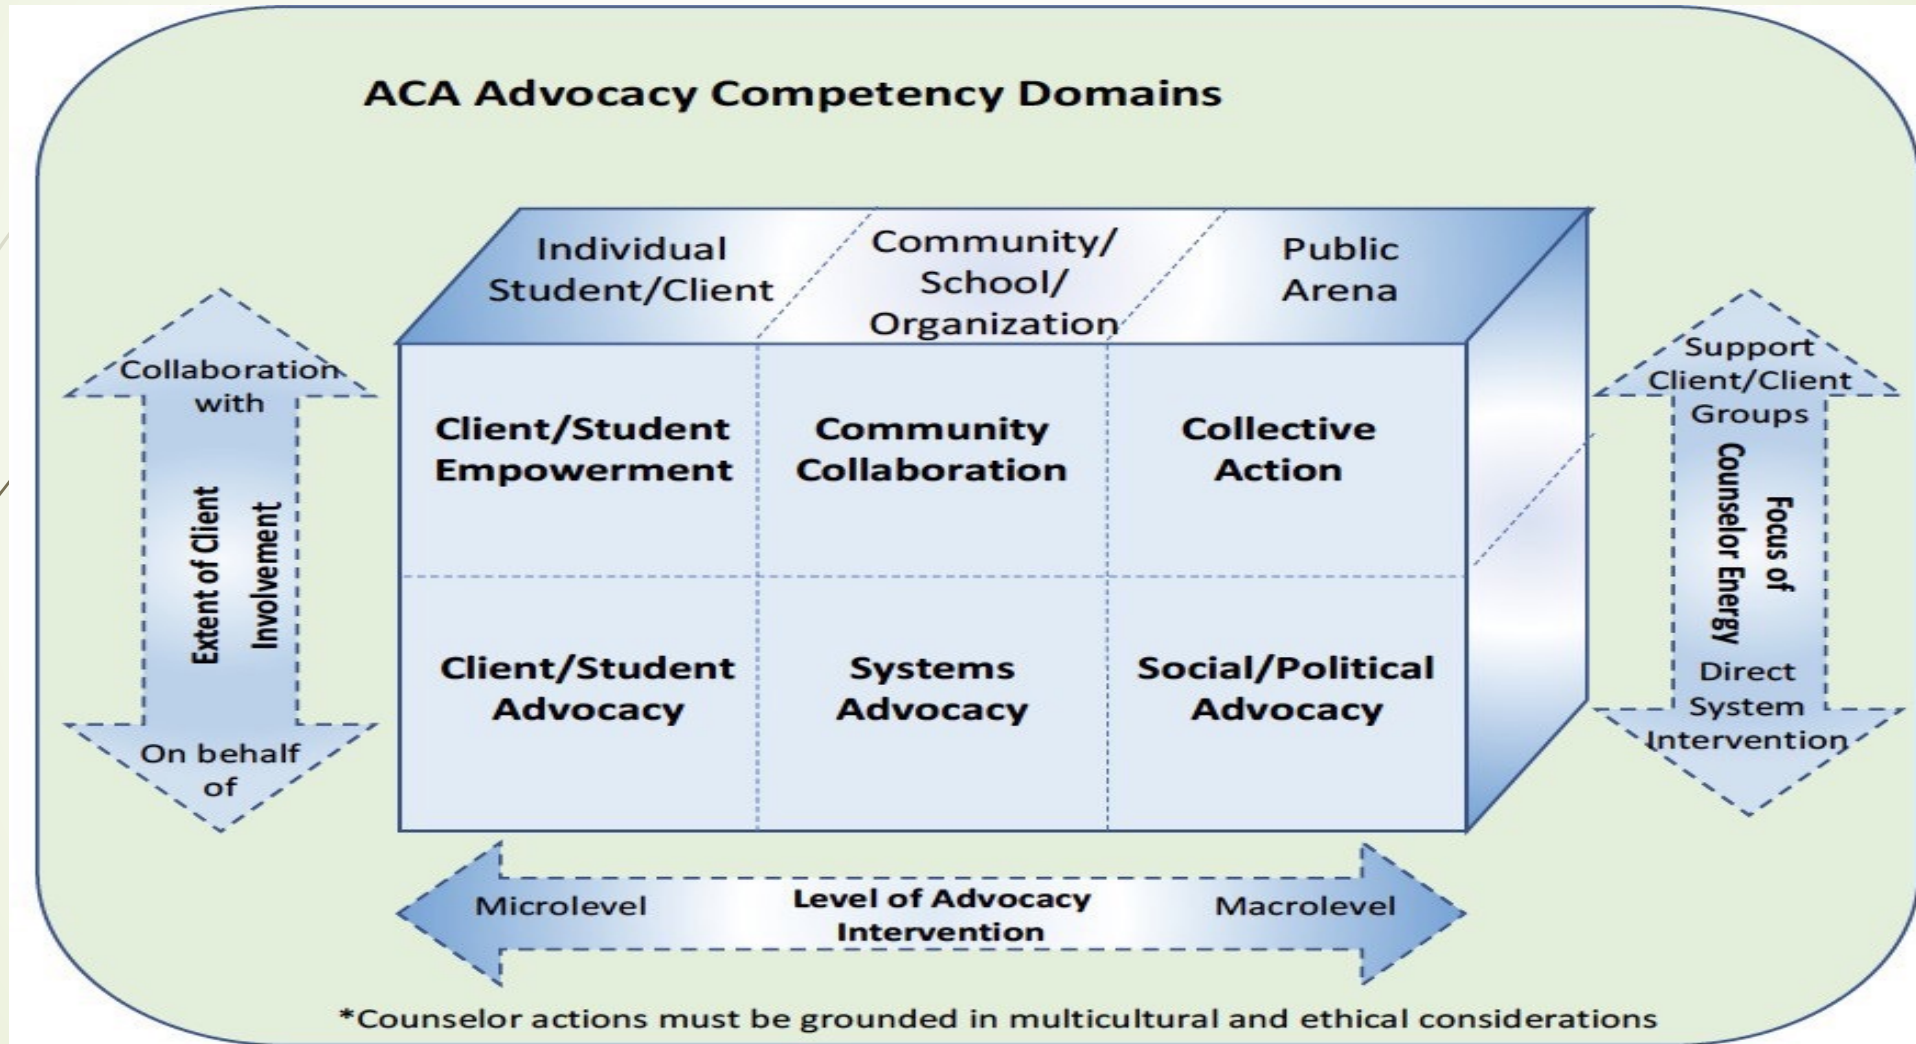 ACA Advocacy Competency Domains
Individual
Student/Client
Community/
School/
Organization
Public
Arena
Collaboration
with
Extent of Client
Involvement
On behalf
of
Client/Student
Empowerment
Community
Collaboration
Collective
Action
Client/Student
Advocacy
Systems
Advocacy
Social/Political
Advocacy
Support
Client/Client
Groups
Focus of
Counselor Energy
Direct
System
Intervention
Microlevel
Level of Advocacy
Intervention
Macrolevel
*Counselor actions must be grounded in multicultural and ethical considerations